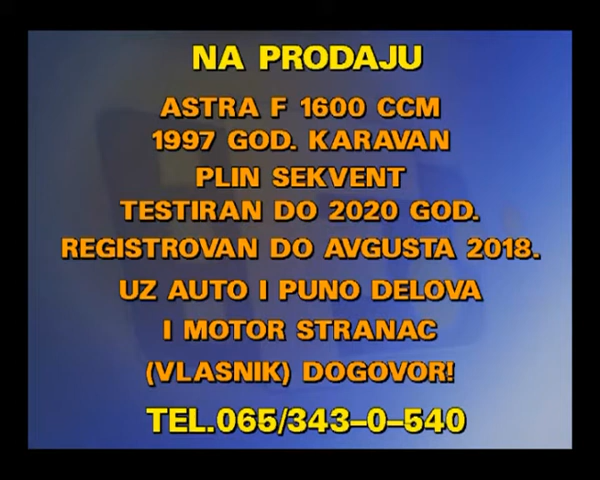 NA PRODAJU
ASTRA F 1600 CCM
1997 GOD. KARAVAN
PLIN SEKVENT
TESTIRAN DO 2020 GOD.
REGISTROVAN DO AVGUSTA 2018.
UZ AUTO I PUNO DELOVA
I MOTOR STRANAC
(VLASNIK) DOGOVOR!
TEL.065/343-0-540